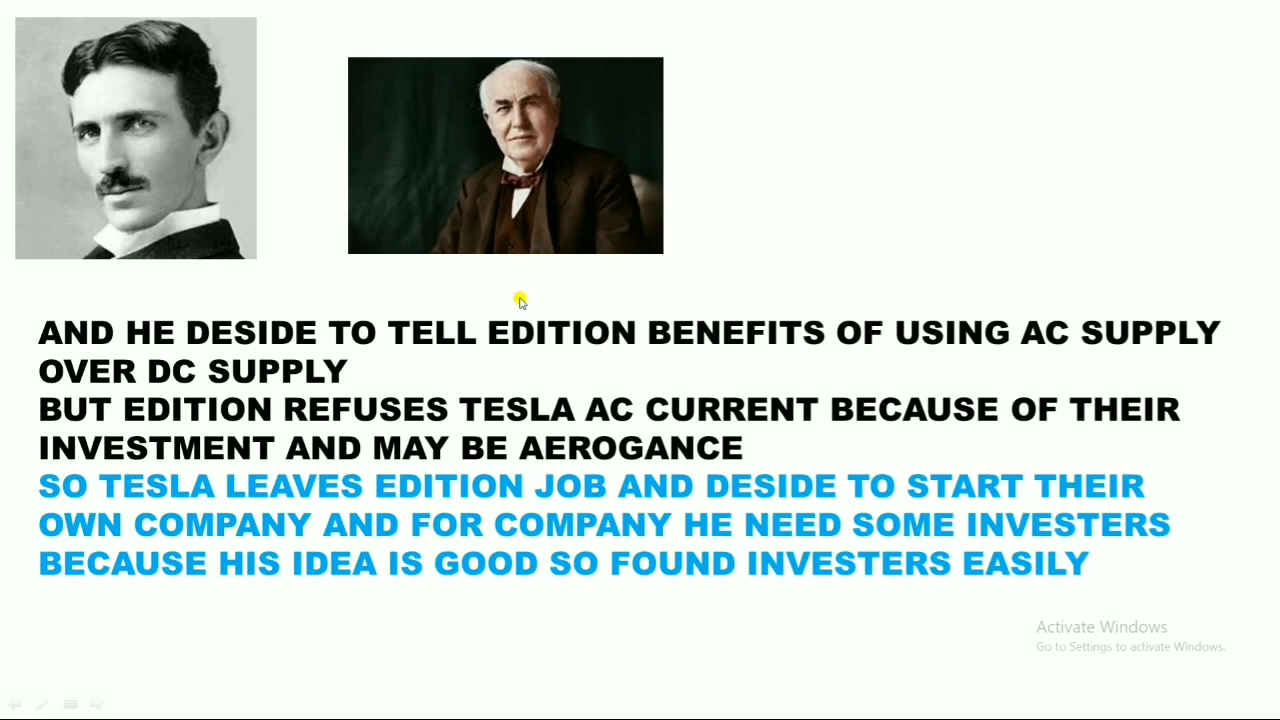 AND HE DESIDE TO TELL EDITION BENEFITS OF USING AC SUPPLY
OVER DC SUPPLY
BUT EDITION REFUSES TESLA AC CURRENT BECAUSE OF THEIR
INVESTMENT AND MAY BE AEROGANCE
SO TESLA LEAVES EDITION JOB AND DESIDE TO START THEIR
OWN COMPANY AND FOR COMPANY HE NEED SOME INVESTERS
BECAUSE HIS IDEA IS GOOD SO FOUND INVESTERS EASILY
Activate Windows
Go to Settings to activate Windows.